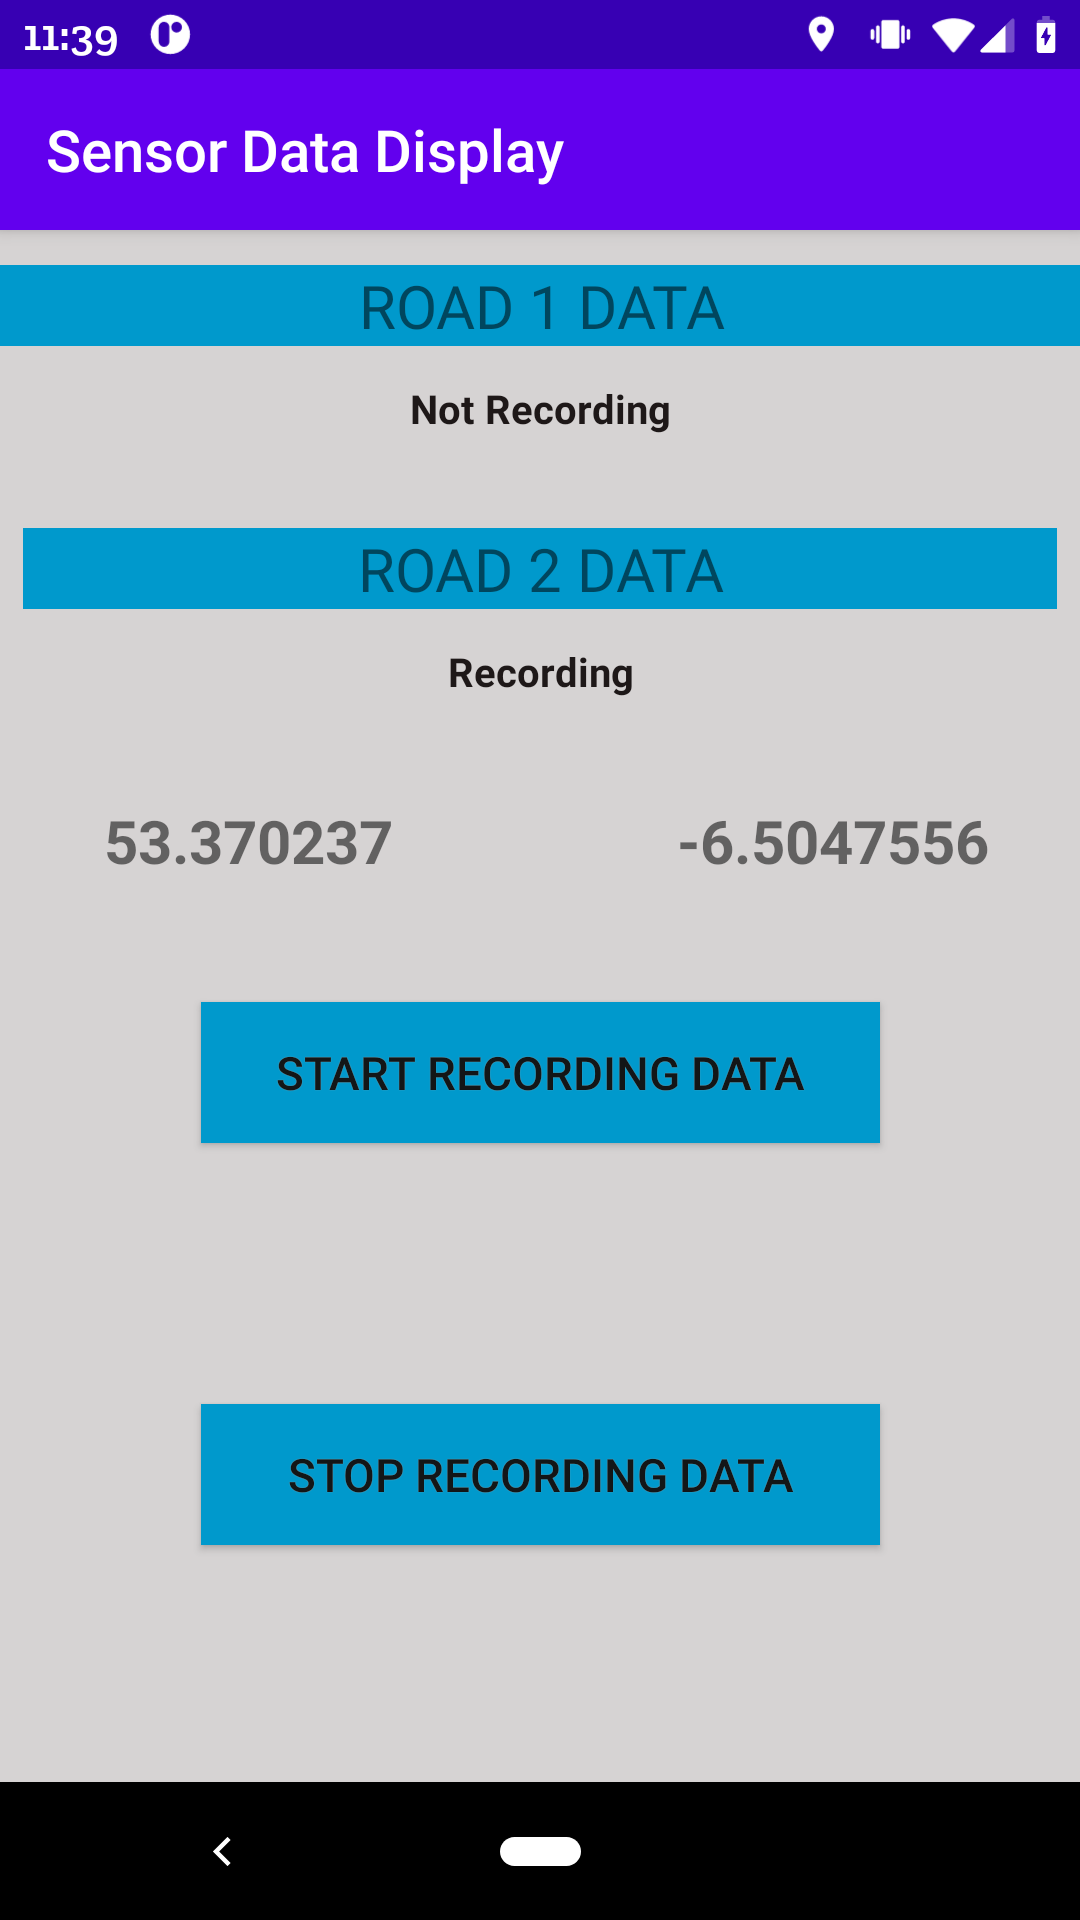 11:39
Sensor Data Display
ROAD 1 DATA
Not Recording
ROAD 2 DATA
Recording
53.370237 -6.5047556
START RECORDING DATA
STOP RECORDING DATA